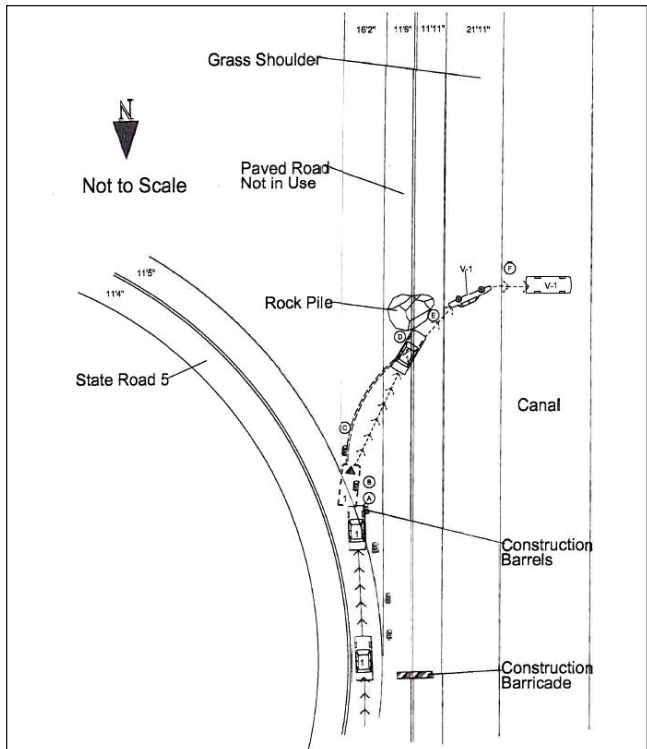 16'2" 11'6" 11'11" 21'11"
Grass Shoulder
N
Not to Scale
Paved Road
Not in Use
11'5"
11'4"
Rock Pile
V-1
F
V-1
E
D
State Road 5
Canal
C
B
A
1
1
Construction
Barrels
1
Construction
Barricade